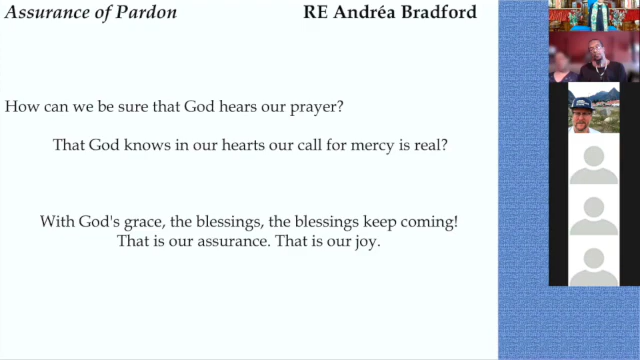 Assurance of Pardon RE Andréa Bradford
How can we be sure that God hears our prayer?
That God knows in our hearts our call for mercy is real?
With God's grace, the blessings, the blessings keep coming!
That is our assurance. That is our joy.